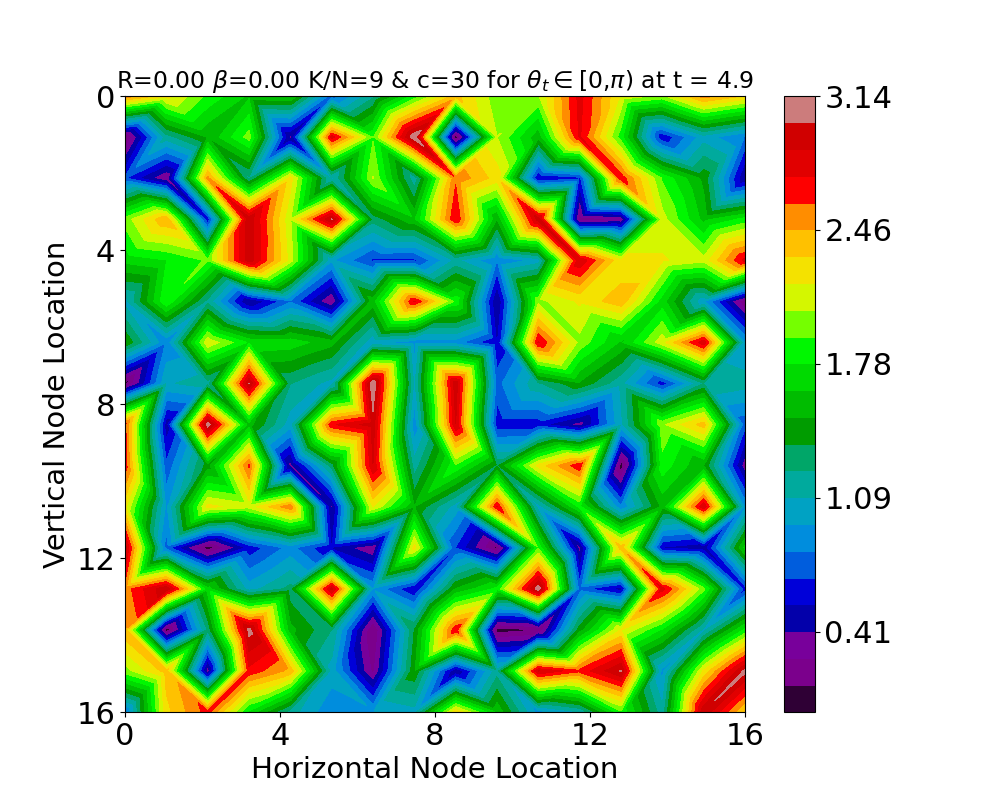 R=0.00 β=0.00 K/N=9 & c=30 for θₜ ∈ [0,π) at t = 4.9
0
4
8
12
16
Vertical Node Location
0 4 8 12 16
Horizontal Node Location
3.14
2.46
1.78
1.09
0.41